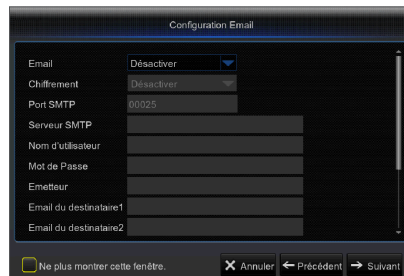 Configuration Email
Email Désactiver
Chiffrement Désactiver
Port SMTP 00025
Serveur SMTP
Nom d'utilisateur
Mot de Passe
Emetteur
Email du destinataire1
Email du destinataire2
Ne plus montrer cette fenêtre. Annuler Précédent Suivant